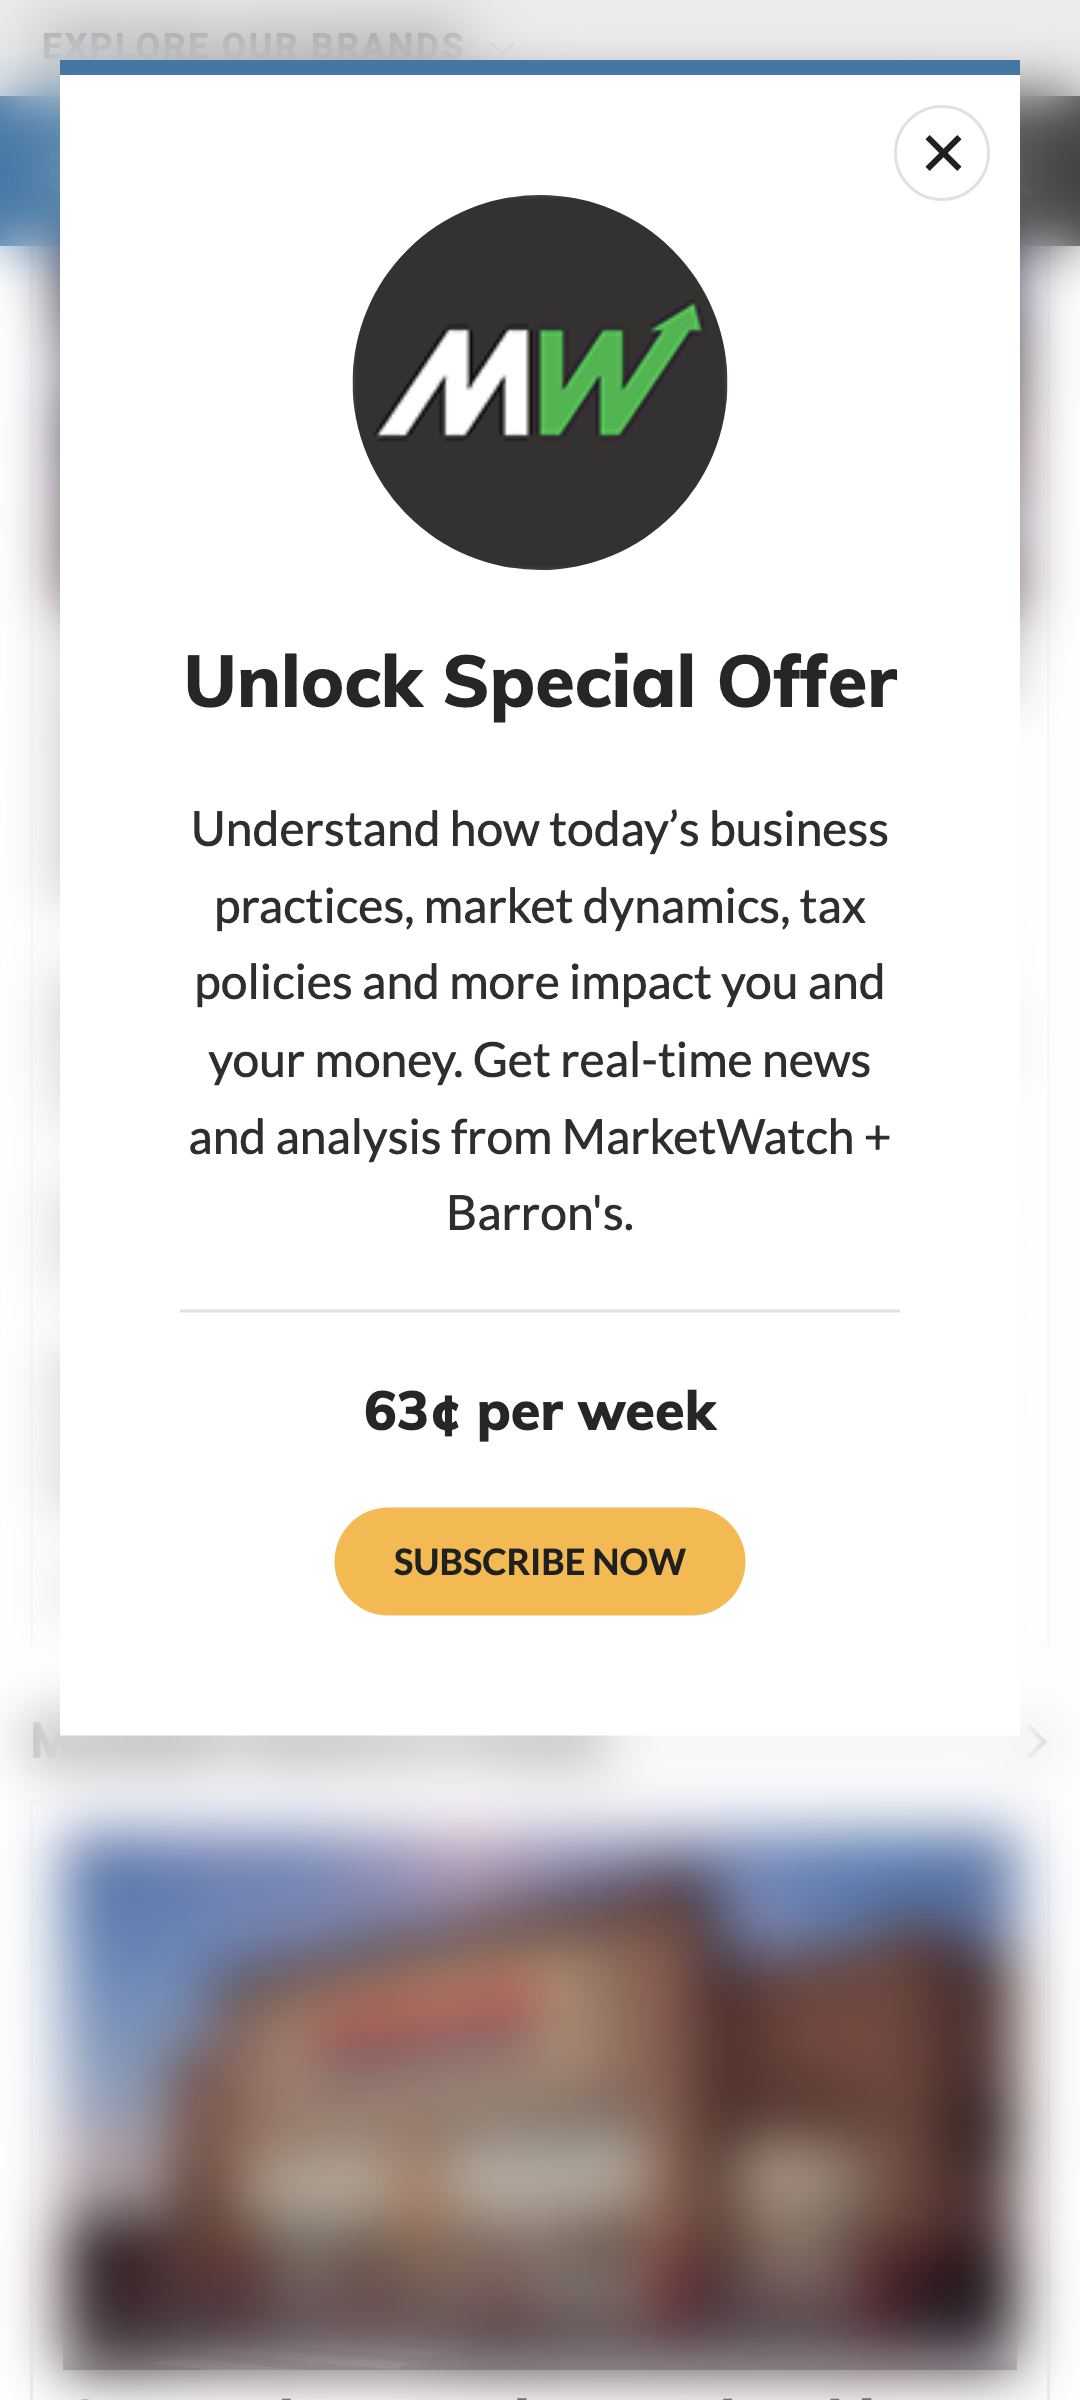 EXPLORE OUR BRANDS
MW
Unlock Special Offer
Understand how today’s business
practices, market dynamics, tax
policies and more impact you and
your money. Get real-time news
and analysis from MarketWatch +
Barron's.
63¢ per week
SUBSCRIBE NOW